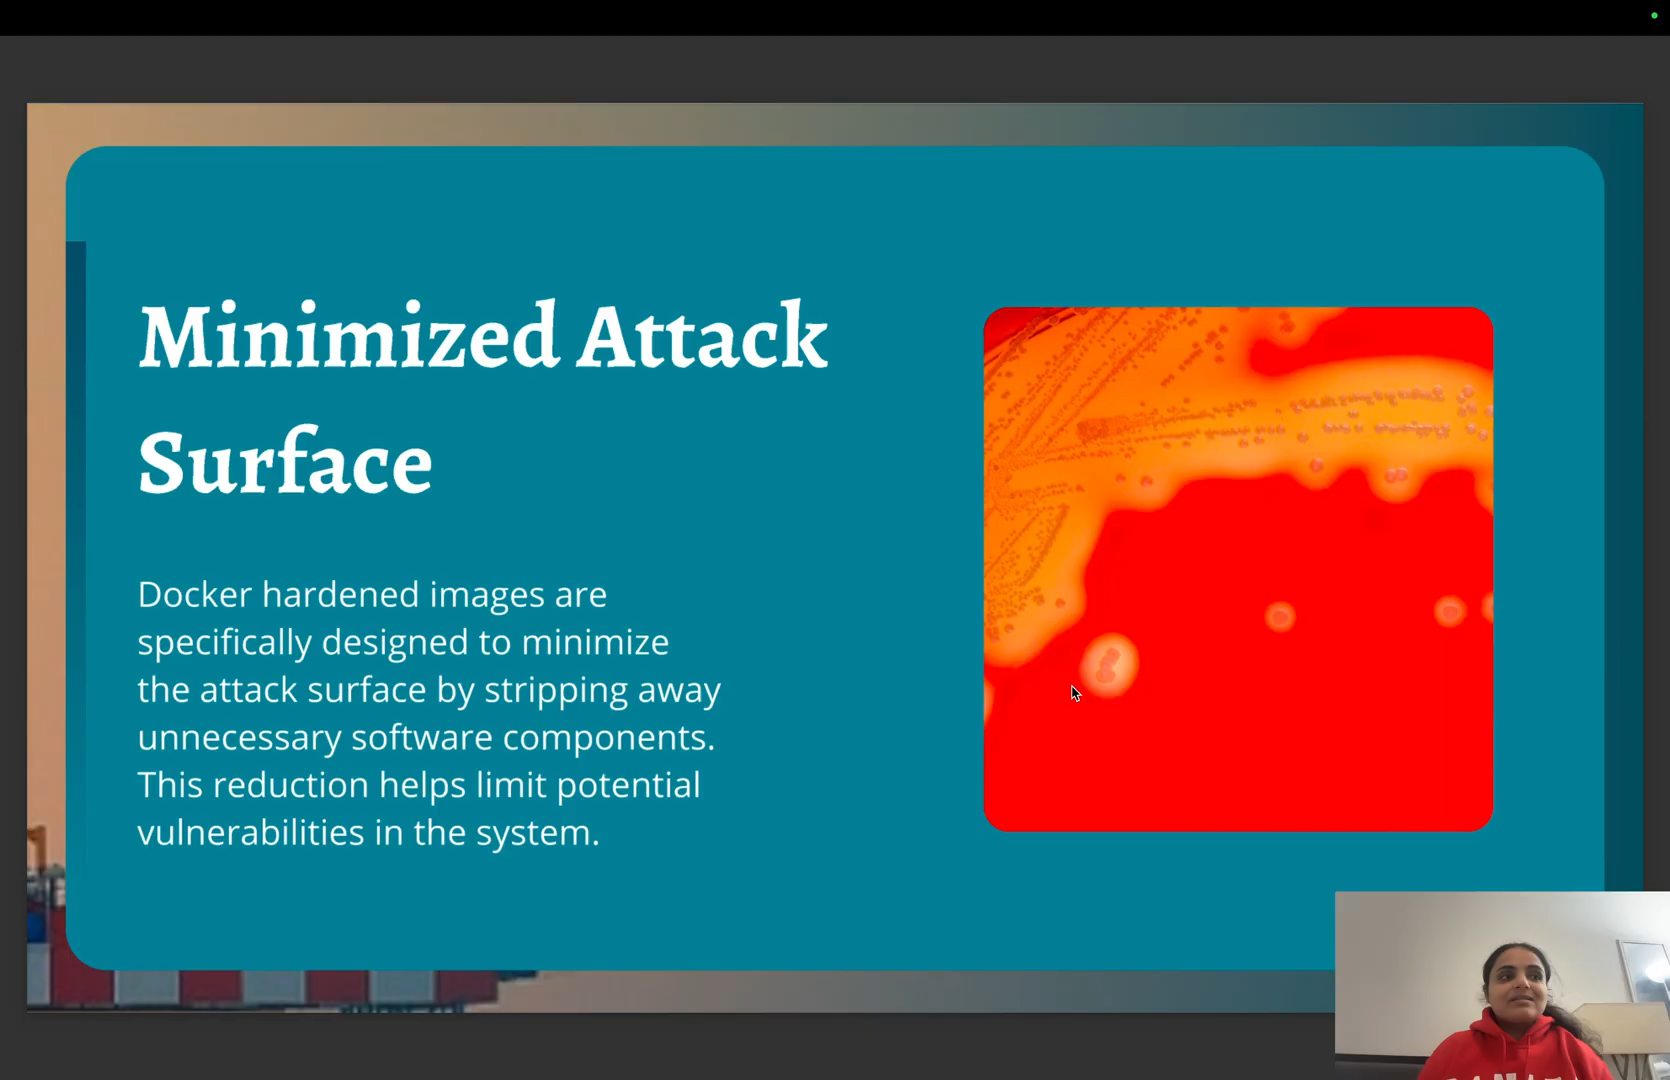 Minimized Attack
Surface
Docker hardened images are
specifically designed to minimize
the attack surface by stripping away
unnecessary software components.
This reduction helps limit potential
vulnerabilities in the system.